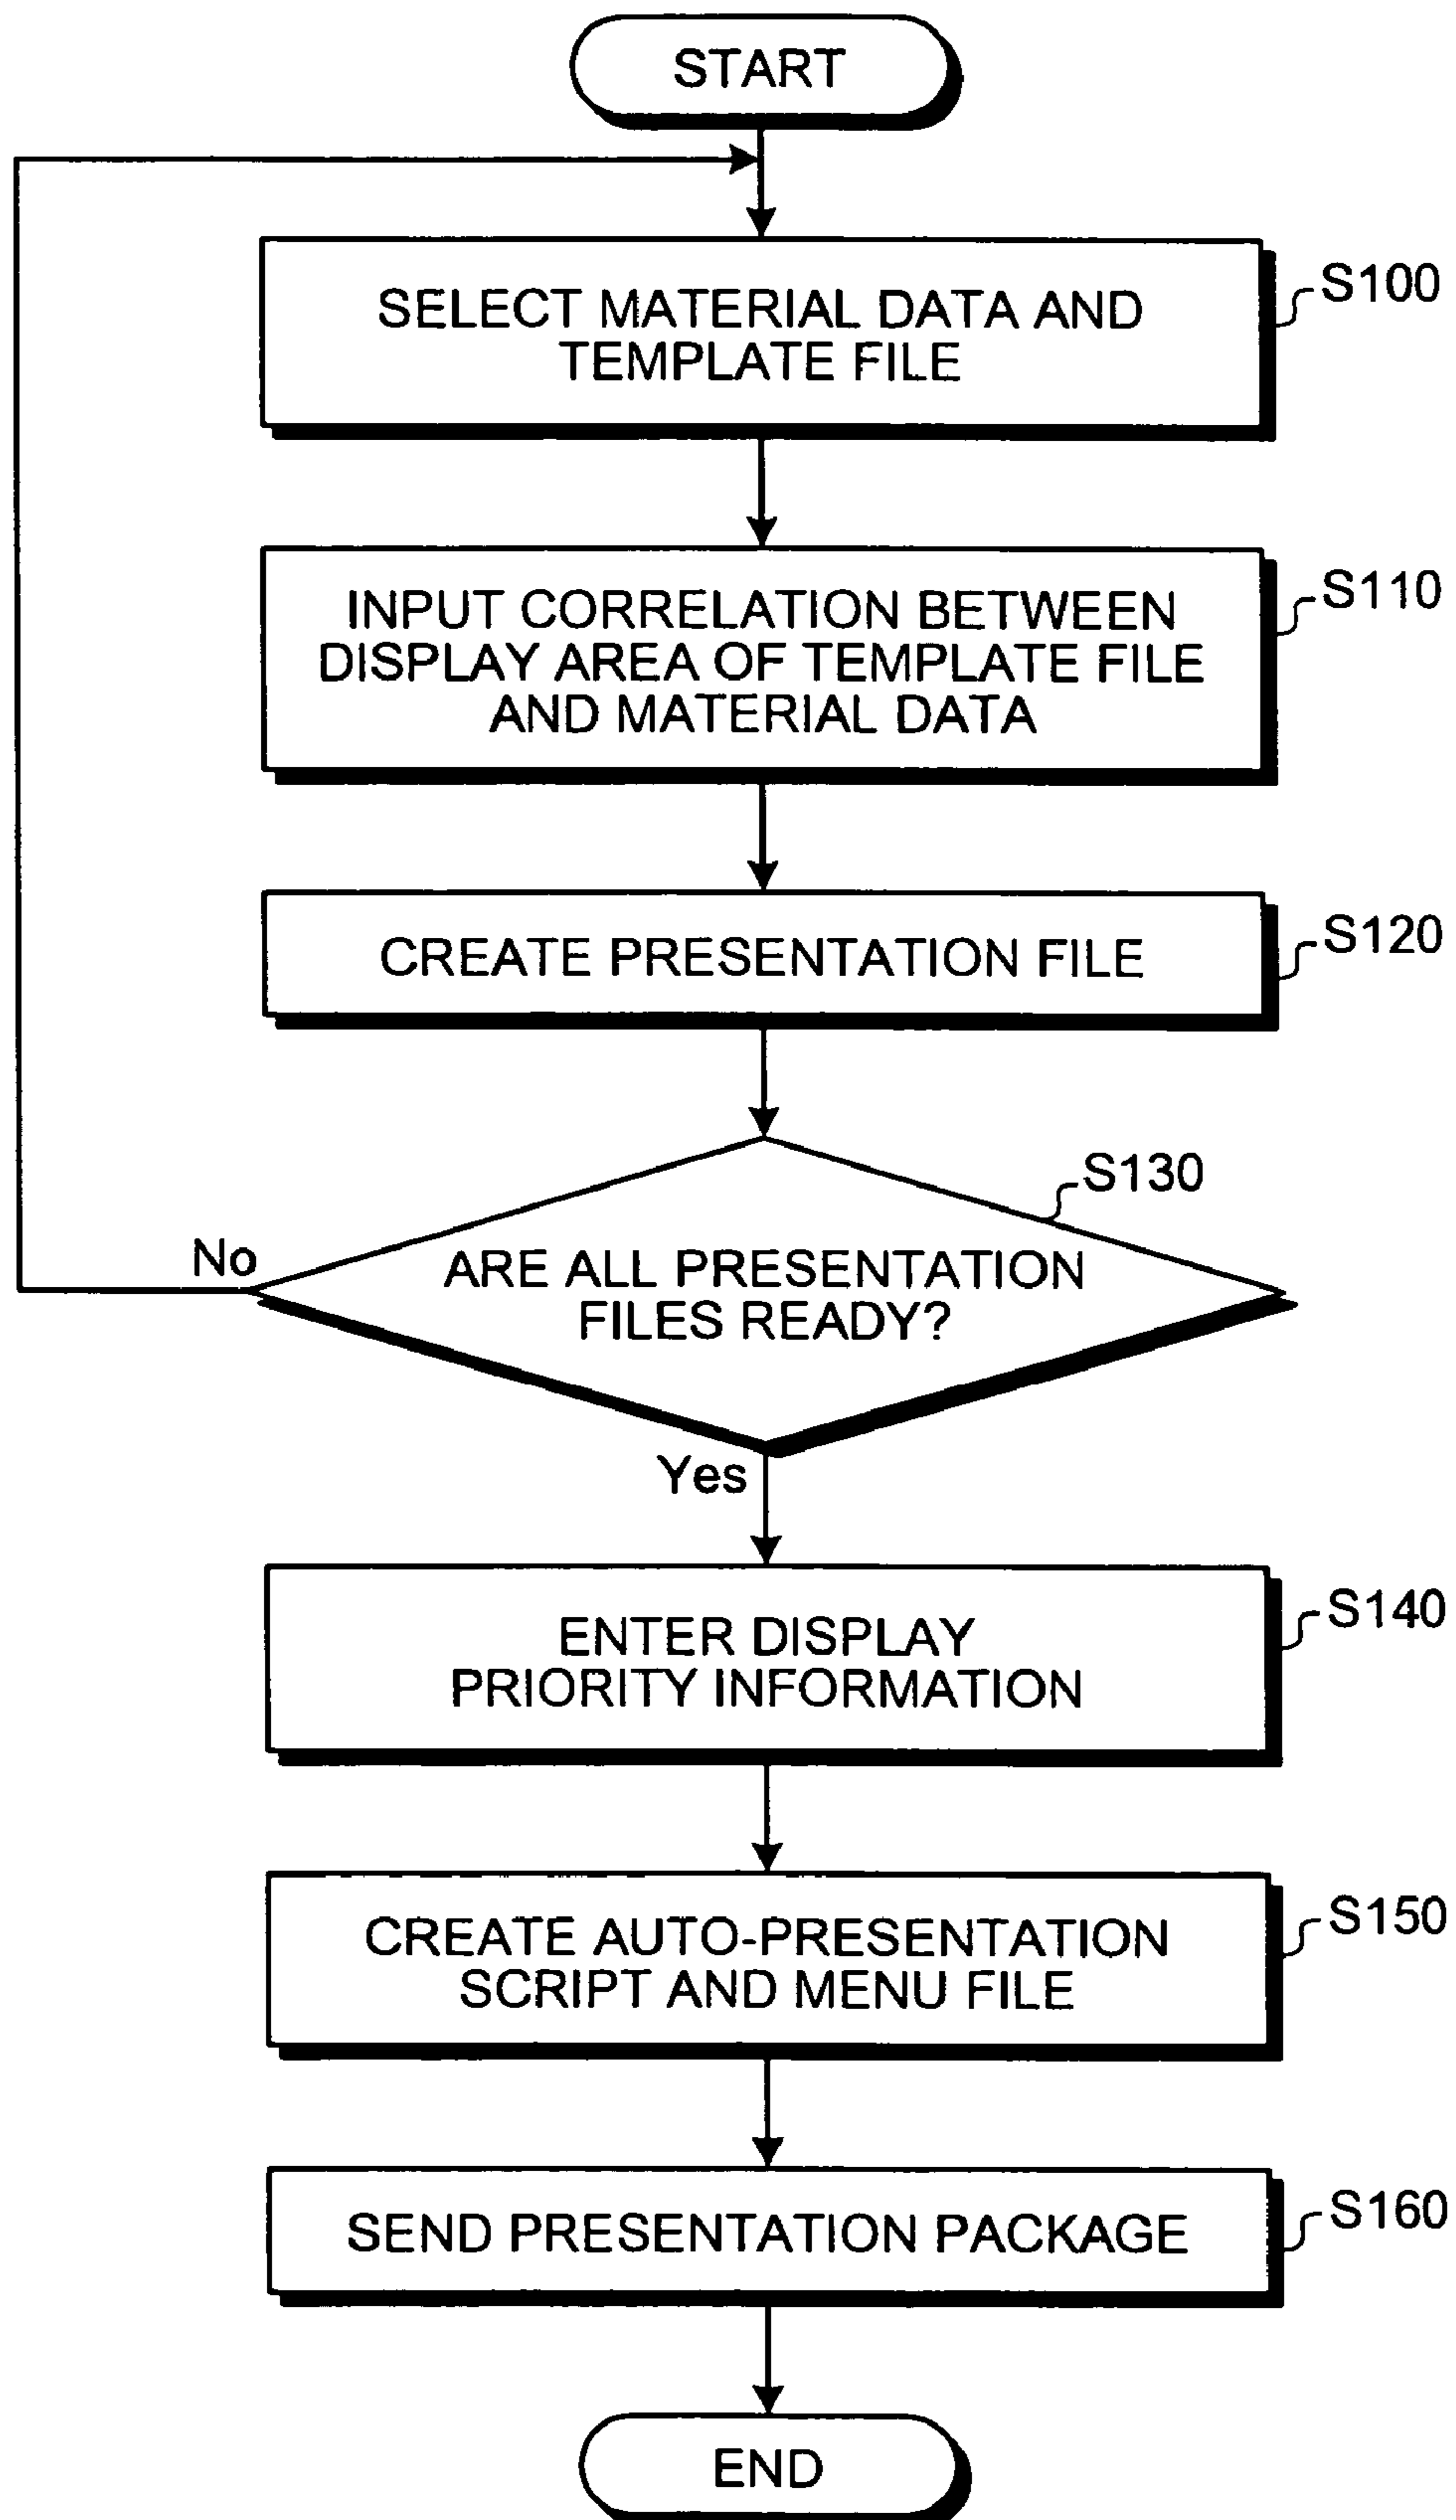 START
SELECT MATERIAL DATA AND
TEMPLATE FILE
S100
INPUT CORRELATION BETWEEN
DISPLAY AREA OF TEMPLATE FILE
AND MATERIAL DATA
S110
CREATE PRESENTATION FILE
S120
S130
No
ARE ALL PRESENTATION
FILES READY?
Yes
ENTER DISPLAY
PRIORITY INFORMATION
S140
CREATE AUTO-PRESENTATION
SCRIPT AND MENU FILE
S150
SEND PRESENTATION PACKAGE
S160
END